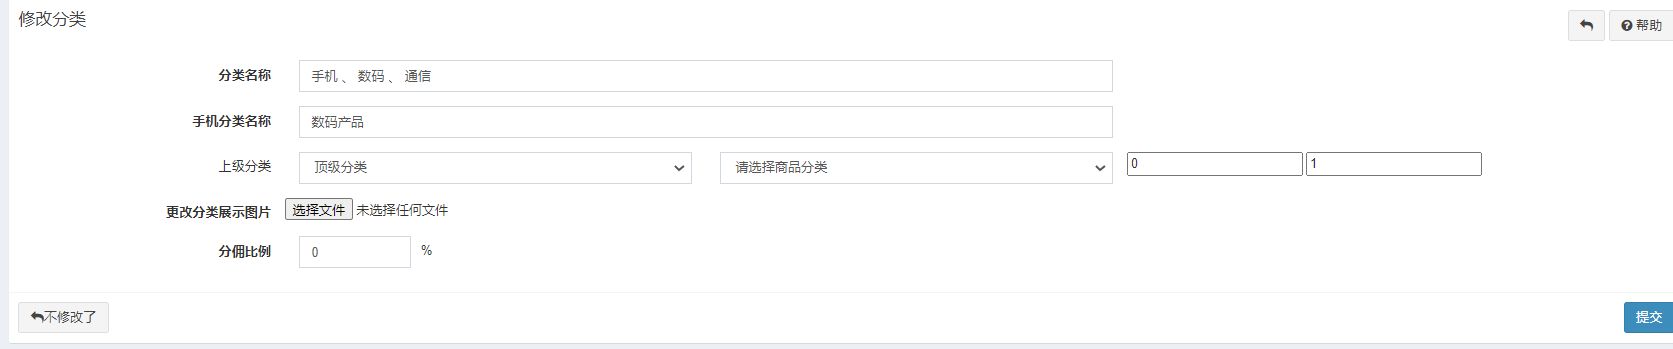 修改分类
帮助
分类名称 手机 、 数码 、 通信
手机分类名称 数码产品
上级分类 顶级分类 请选择商品分类 0 1
更改分类展示图片 选择文件 未选择任何文件
分佣比例 0 %
不修改了 提交